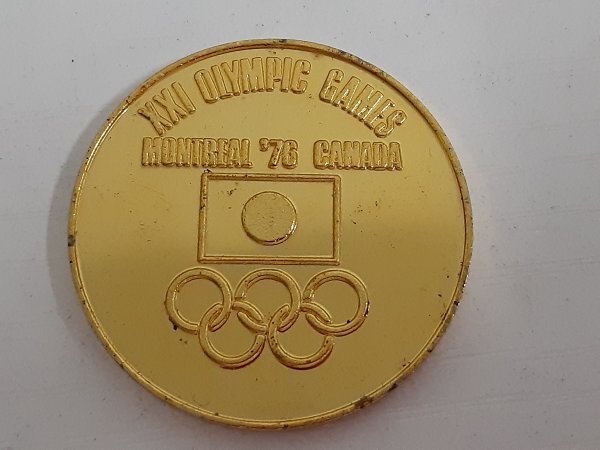 XXI OLYMPIC GAMES
MONTREAL '76 CANADA